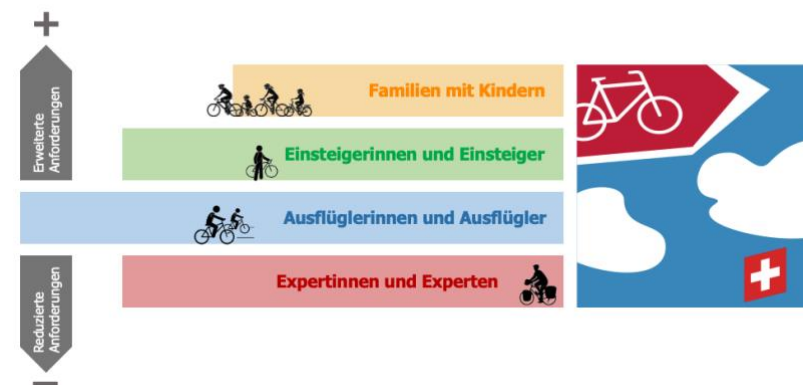 +
Erweiterte
Anforderungen
Familien mit Kindern
Einsteigerinnen und Einsteiger
Ausflüglerinnen und Ausflügler
Expertinnen und Experten
Reduzierte
Anforderungen
–